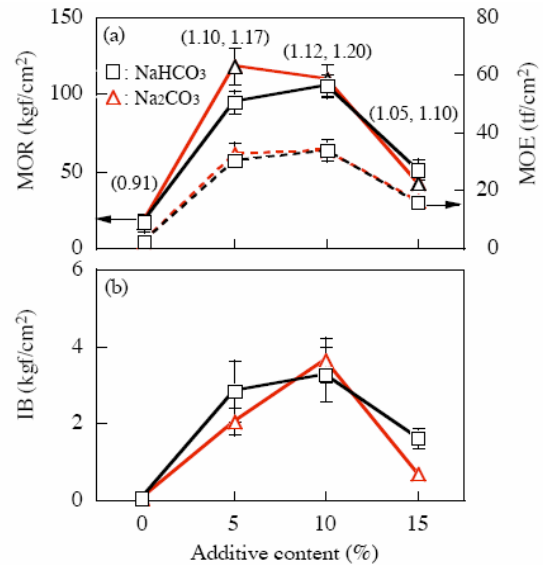 (a)
(1.10, 1.17)
(1.12, 1.20)
: NaHCO3
: Na2CO3
(1.05, 1.10)
(0.91)
MOR (kgf/cm²)
150
100
50
0
MOE (tf/cm²)
80
60
40
20
0
(b)
IB (kgf/cm²)
6
4
2
0
0 5 10 15
Additive content (%)